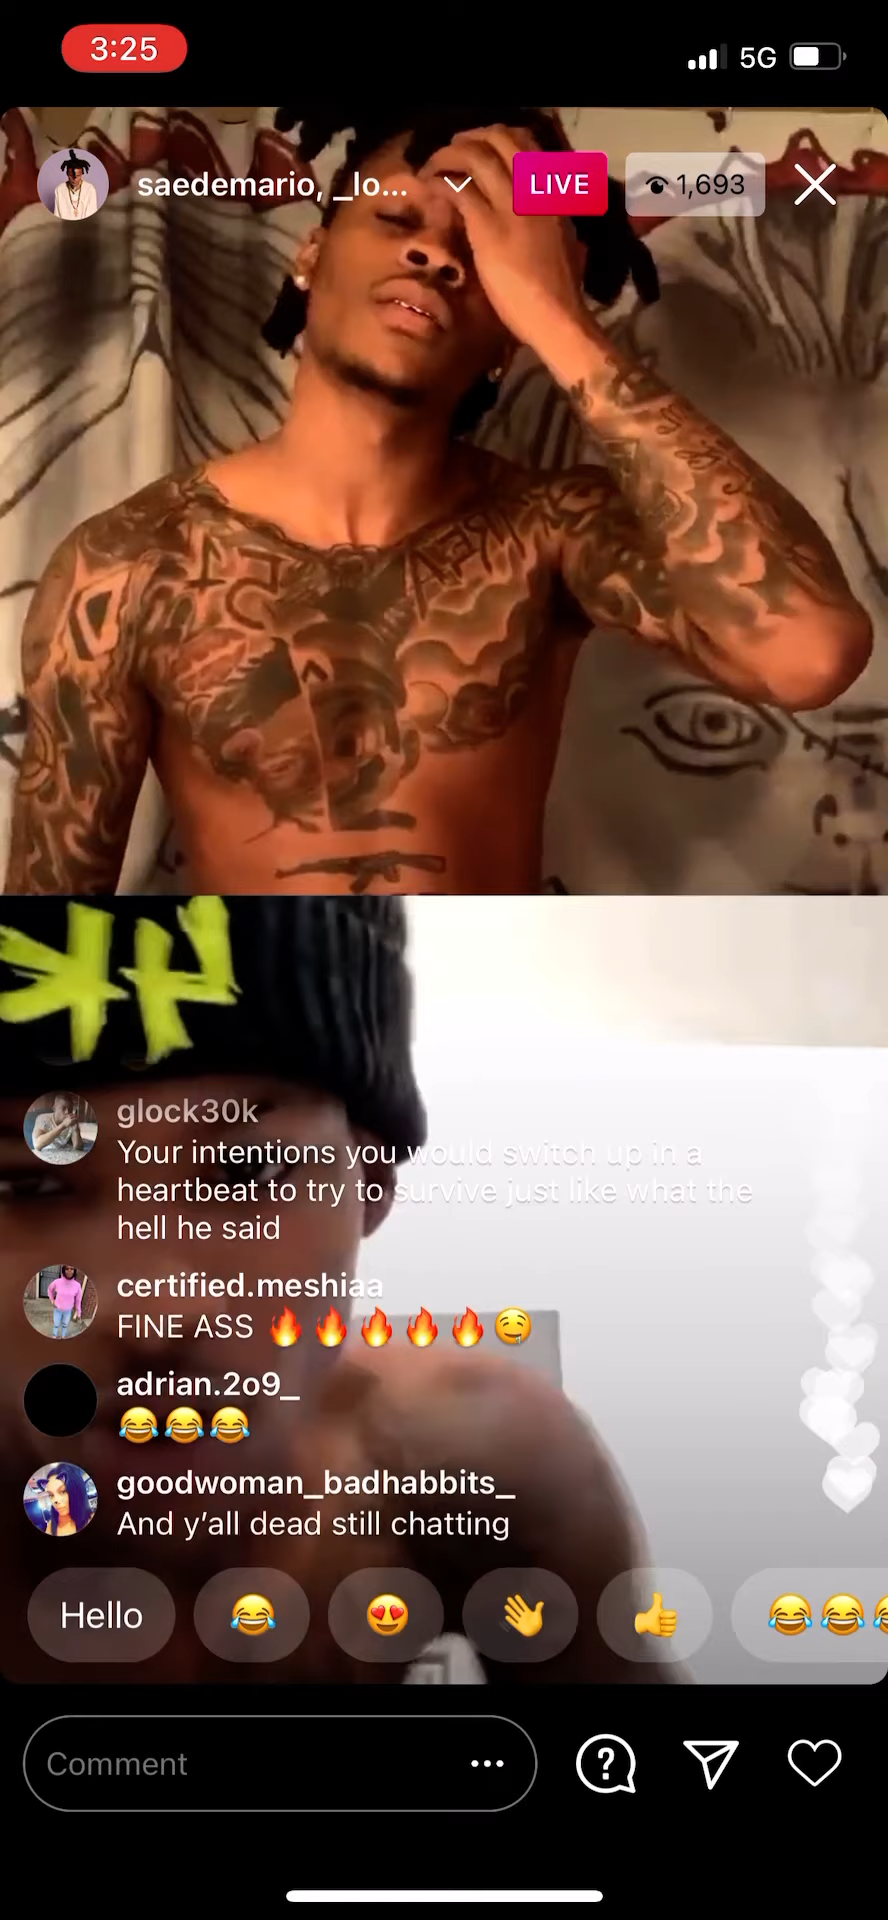 3:25
5G
saedemario, _lo...
LIVE
1,693
glock30k
Your intentions you would switch up in a
heartbeat to try to survive just like what the
hell he said
certified.meshiaa
FINE ASS 🔥🔥🔥🔥🔥🤤
adrian.2o9_
😂😂😂
goodwoman_badhabbits_
And y'all dead still chatting
Hello 😂 😍 👋 👍 😂😂😂
Comment